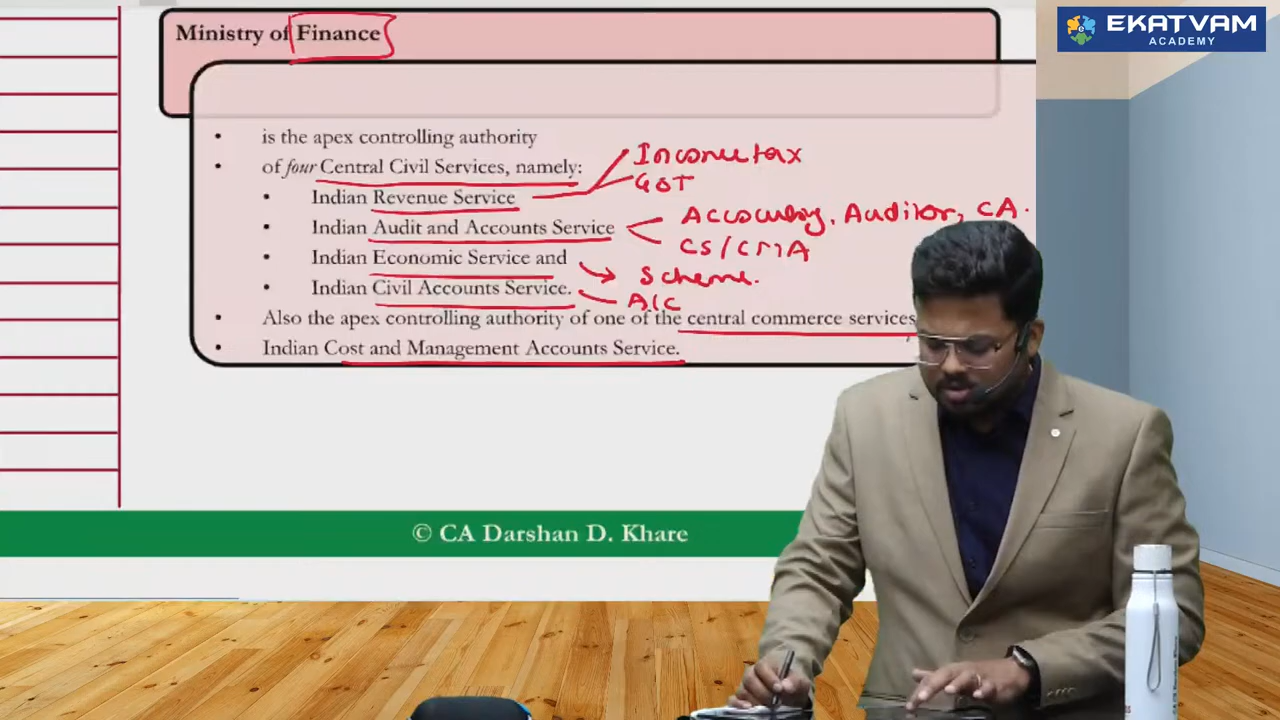 EKATVAM
ACADEMY
Ministry of Finance
• is the apex controlling authority
• of four Central Civil Services, namely:
• Indian Revenue Service
• Indian Audit and Accounts Service
• Indian Economic Service and
• Indian Civil Accounts Service.
• Also the apex controlling authority of one of the central commerce services
• Indian Cost and Management Accounts Service.
Income tax
GST
Accounting, Auditor, CA.
CS/CMA
Scheme.
A/C
© CA Darshan D. Khare